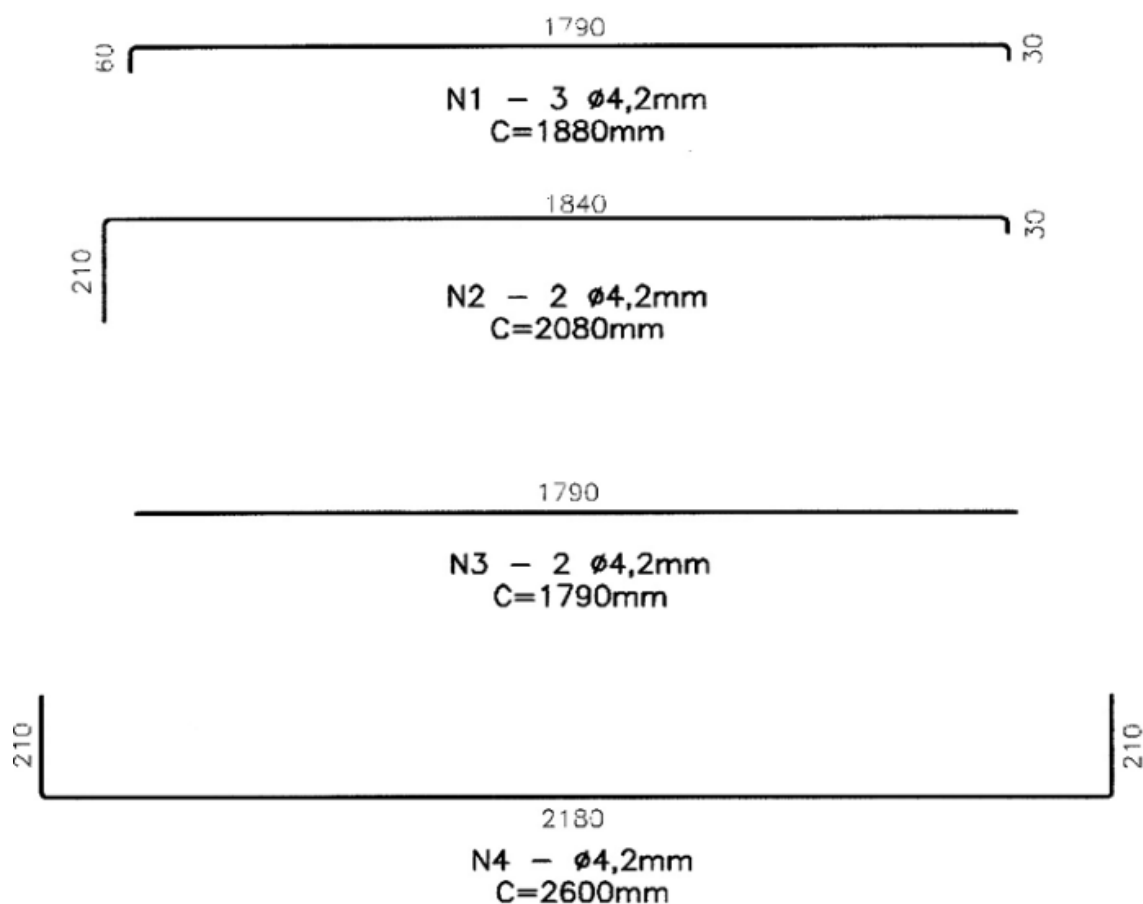 1790
60
30
N1 – 3 ø4,2mm
C=1880mm
1840
210
30
N2 – 2 ø4,2mm
C=2080mm
1790
N3 – 2 ø4,2mm
C=1790mm
210
210
2180
N4 – ø4,2mm
C=2600mm